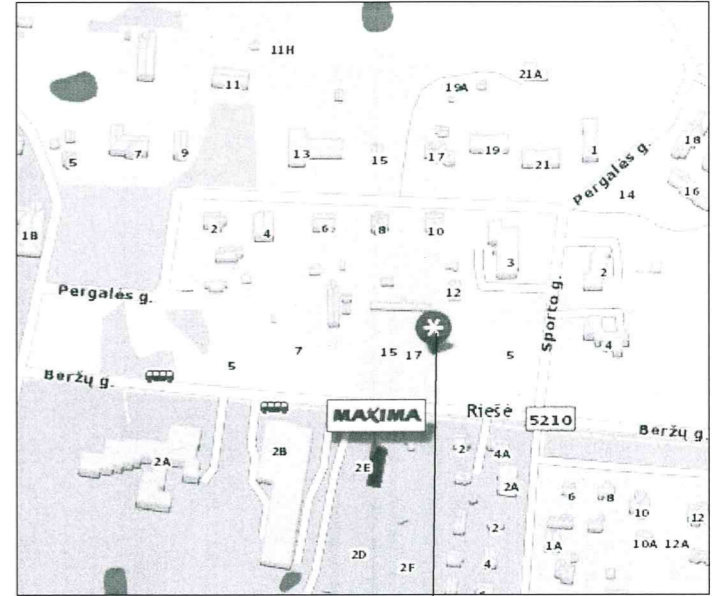 11H
11
21A
19A
5
7
9
13
15
17
19
21
1
Pergalės g.
18
16
14
1B
2
4
6
8
10
3
2
12
Pergalės g.
Sporto g.
4
5
7
15
17
5
Beržų g.
MAXIMA
Riešė
5210
Beržų g.
2A
2B
2E
2
4A
2A
6
8
10
12
2
1A
10A
12A
2D
2F
4